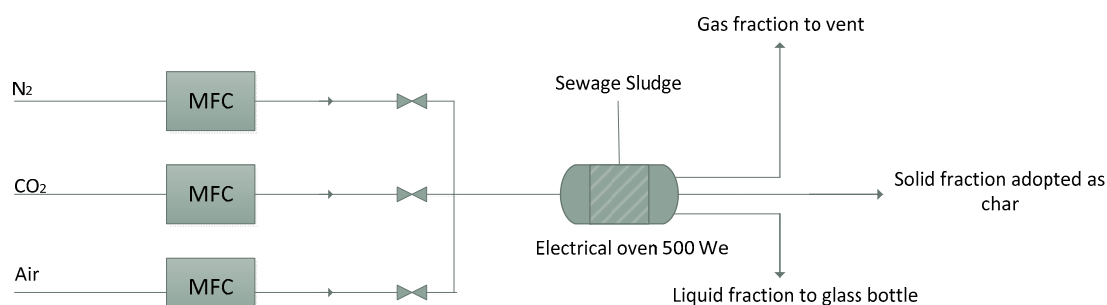 Gas fraction to vent
N2
MFC
Sewage Sludge
CO2
MFC
Solid fraction adopted as
char
Electrical oven 500 We
Air
MFC
Liquid fraction to glass bottle